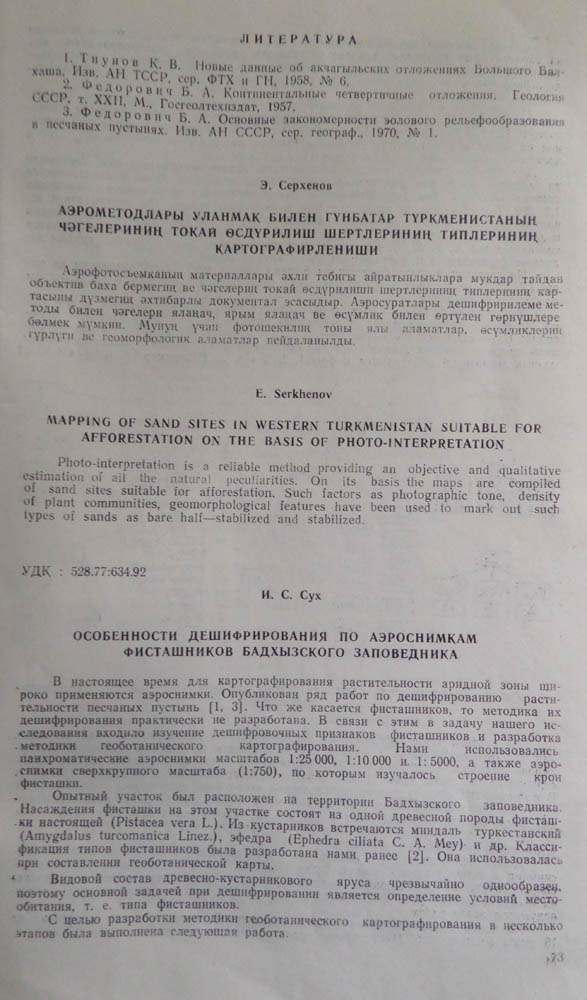 ЛИТЕРАТУРА
1. Тиунов К. В. Новые данные об акчагыльских отложениях Большого Бал-
хаша. Изв. АН ТССР, сер. ФТХ и ГН, 1958, № 6.
2. Федорович Б. А. Континентальные четвертичные отложения. Геология
СССР, т. XXII, М., Госгеолтехиздат, 1957.
3. Федорович Б. А. Основные закономерности эолового рельефообразования
в песчаных пустынях. Изв. АН СССР, сер. географ., 1970, № 1.
Э. Серхенов
АЭРОМЕТОДЛАРЫ УЛАНМАҚ БИЛЕН ГҮНБАТАР ТҮРКМЕНИСТАНЫҢ
ЧӘГЕЛЕРИНИҢ ТОКАЙ ӨСДҮРИЛИШ ШЕРТЛЕРИНИҢ ТИПЛЕРИНИҢ
ҚАРТОГРАФИРЛЕНИШИ
Аэрофотосъемканың материаллары әхли тебигы айратынлыклара мукдар тайдан
объектив баха бермегиң ве чәгелериң токай өсдүрилиши шертлериниң типлериниң кар-
тасыны дүзмегиң эхтибарлы документал эсасыдыр. Аэросуратлары дешифририлеме ме-
тоды билен чәгелери яланач, ярым яланач ве өсүмлик билен өртүлен гөрнүшлере
бөлмек мүмкин. Мунуң үчин фотошекилиң тоны ялы аламатлар, өсүмликлериң
гүрлүги ве геоморфологик аламатлар пейдаланылды.
E. Serkhenov
MAPPING OF SAND SITES IN WESTERN TURKMENISTAN SUITABLE FOR
AFFORESTATION ON THE BASIS OF PHOTO-INTERPRETATION
Photo-interpretation is a reliable method providing an objective and qualitative
estimation of all the natural peculiarities. On its basis the maps are compiled
of sand sites suitable for afforestation. Such factors as photographic tone, density
of plant communities, geomorphological features have been used to mark out such
types of sands as bare half—stabilized and stabilized.
УДҚ : 528.77:634.92
И. С. Сух
ОСОБЕННОСТИ ДЕШИФРИРОВАНИЯ ПО АЭРОСНИМКАМ
ФИСТАШНИКОВ БАДХЫЗСКОГО ЗАПОВЕДНИКА
В настоящее время для картографирования растительности аридной зоны ши-
роко применяются аэроснимки. Опубликован ряд работ по дешифрированию расти-
тельности песчаных пустынь [1, 3]. Что же касается фисташников, то методика их
дешифрирования практически не разработана. В связи с этим в задачу нашего ис-
следования входило изучение дешифровочных признаков фисташников и разработка
методики геоботанического картографирования. Нами использовались
панхроматические аэроснимки масштабов 1:25 000, 1:10 000 и 1:5000, а также аэро-
снимки сверхкрупного масштаба (1:750), по которым изучалось строение крон
фисташки.
Опытный участок был расположен на территории Бадхызского заповедника.
Насаждения фисташки на этом участке состоят из одной древесной породы фисташ-
ки настоящей (Pistacea vera L.). Из кустарников встречаются миндаль туркестанский
(Amygdalus turcomanica Linez.), эфедра (Ephedra ciliata C. A. Mey) и др. Класси-
фикация типов фисташников была разработана нами ранее [2]. Она использовалась
при составлении геоботанической карты.
Видовой состав древесно-кустарникового яруса чрезвычайно однообразен,
поэтому основной задачей при дешифрировании является определение условий место-
обитания, т. е. типа фисташников.
С целью разработки методики геоботанического картографирования в несколько
этапов была выполнена следующая работа.
73